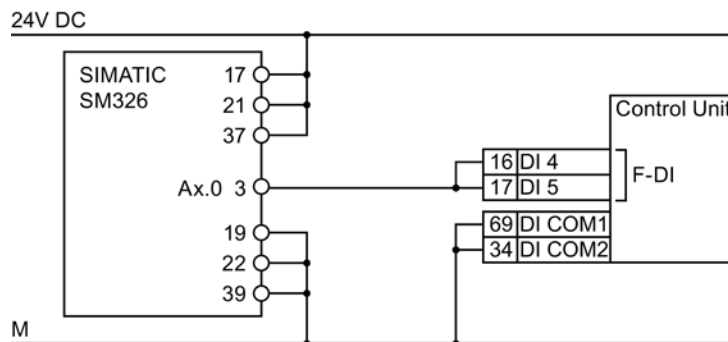 24V DC
SIMATIC
SM326
17
21
37
Ax.0 3
19
22
39
Control Unit
16 DI 4
17 DI 5
F-DI
69 DI COM1
34 DI COM2
M